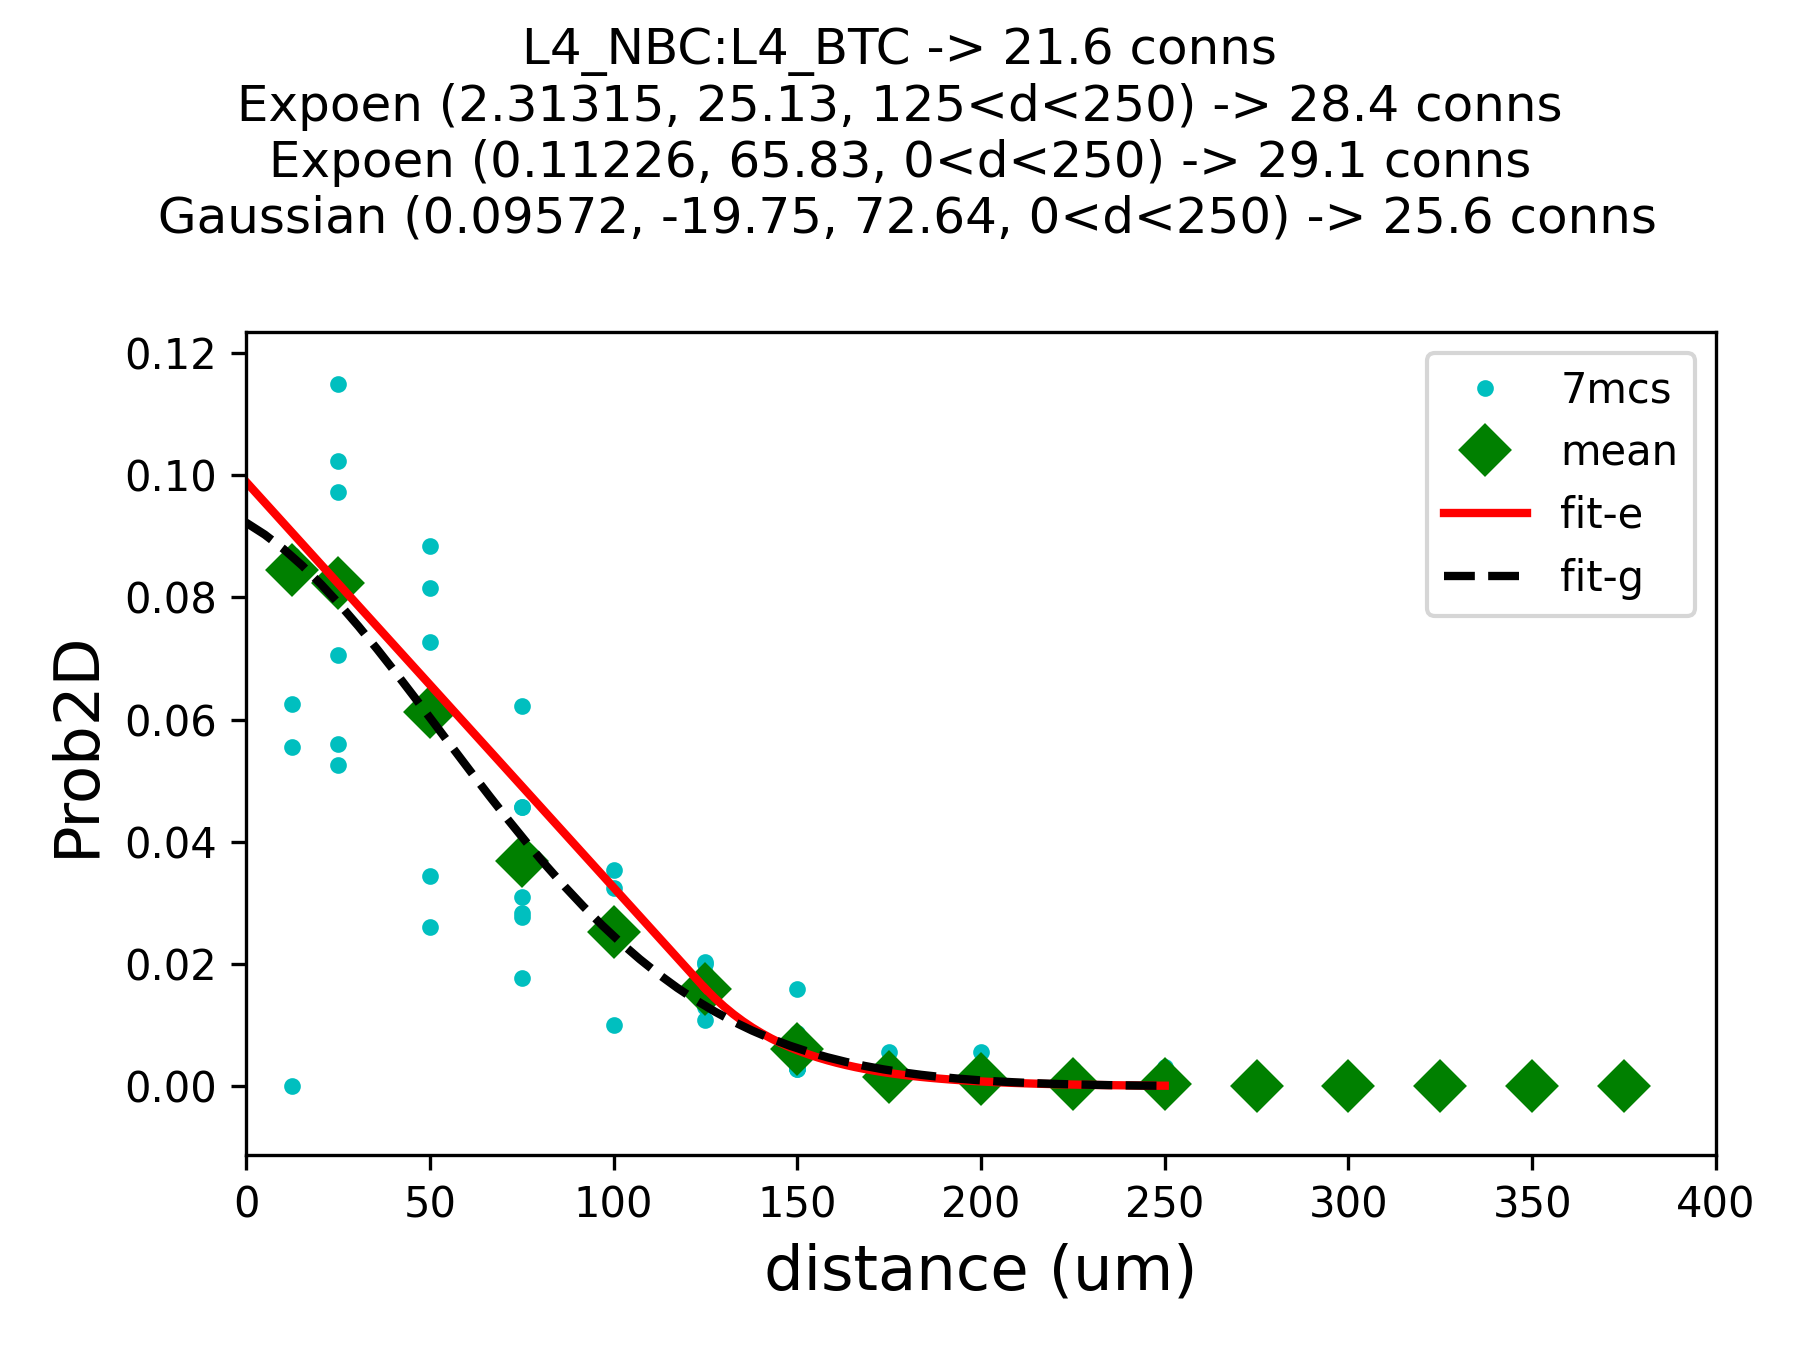 L4_NBC:L4_BTC -> 21.6 conns
Expoen (2.31315, 25.13, 125<d<250) -> 28.4 conns
Expoen (0.11226, 65.83, 0<d<250) -> 29.1 conns
Gaussian (0.09572, -19.75, 72.64, 0<d<250) -> 25.6 conns
0.12
0.10
0.08
0.06
0.04
0.02
0.00
Prob2D
7mcs
mean
fit-e
fit-g
0 50 100 150 200 250 300 350 400
distance (um)